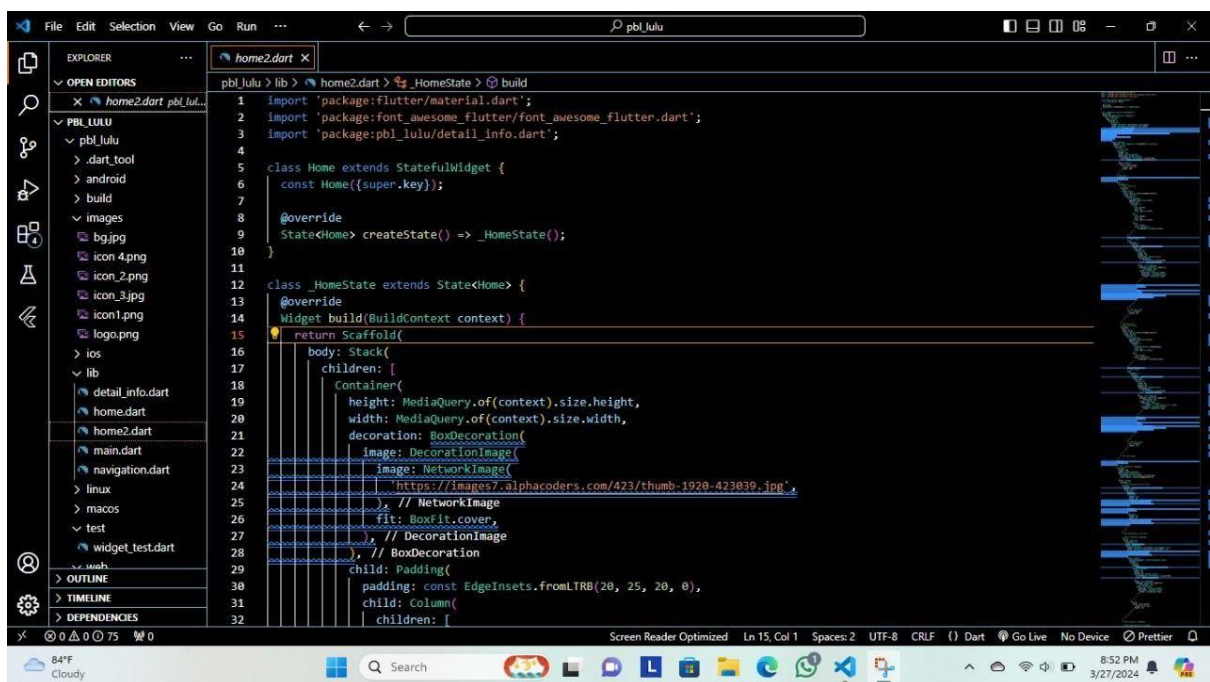 File Edit Selection View Go Run ···
pbl_lulu
EXPLORER ···
OPEN EDITORS
home2.dart pbl_lul...
PBL_LULU
pbl_lulu
.dart_tool
android
build
images
bg.jpg
icon 4.png
icon_2.png
icon_3.jpg
icon1.png
logo.png
ios
lib
detail_info.dart
home.dart
home2.dart
main.dart
navigation.dart
linux
macos
test
widget_test.dart
web
OUTLINE
TIMELINE
DEPENDENCIES
4
home2.dart
pbl_lulu > lib > home2.dart > _HomeState > build
1 import 'package:flutter/material.dart';
2 import 'package:font_awesome_flutter/font_awesome_flutter.dart';
3 import 'package:pbl_lulu/detail_info.dart';
4
5 class Home extends StatefulWidget {
6 const Home({super.key});
7
8 @override
9 State<Home> createState() => _HomeState();
10 }
11
12 class _HomeState extends State<Home> {
13 @override
14 Widget build(BuildContext context) {
15 return Scaffold(
16 body: Stack(
17 children: [
18 Container(
19 height: MediaQuery.of(context).size.height,
20 width: MediaQuery.of(context).size.width,
21 decoration: BoxDecoration(
22 image: DecorationImage(
23 image: NetworkImage(
24 'https://images7.alphacoders.com/423/thumb-1920-423039.jpg',
25 ), // NetworkImage
26 fit: BoxFit.cover,
27 ), // DecorationImage
28 ), // BoxDecoration
29 child: Padding(
30 padding: const EdgeInsets.fromLTRB(20, 25, 20, 0),
31 child: Column(
32 children: [
0 0 75 0 Screen Reader Optimized Ln 15, Col 1 Spaces: 2 UTF-8 CRLF {} Dart Go Live No Device Prettier
84°F
Cloudy
Search
L
8:52 PM
3/27/2024
PRE